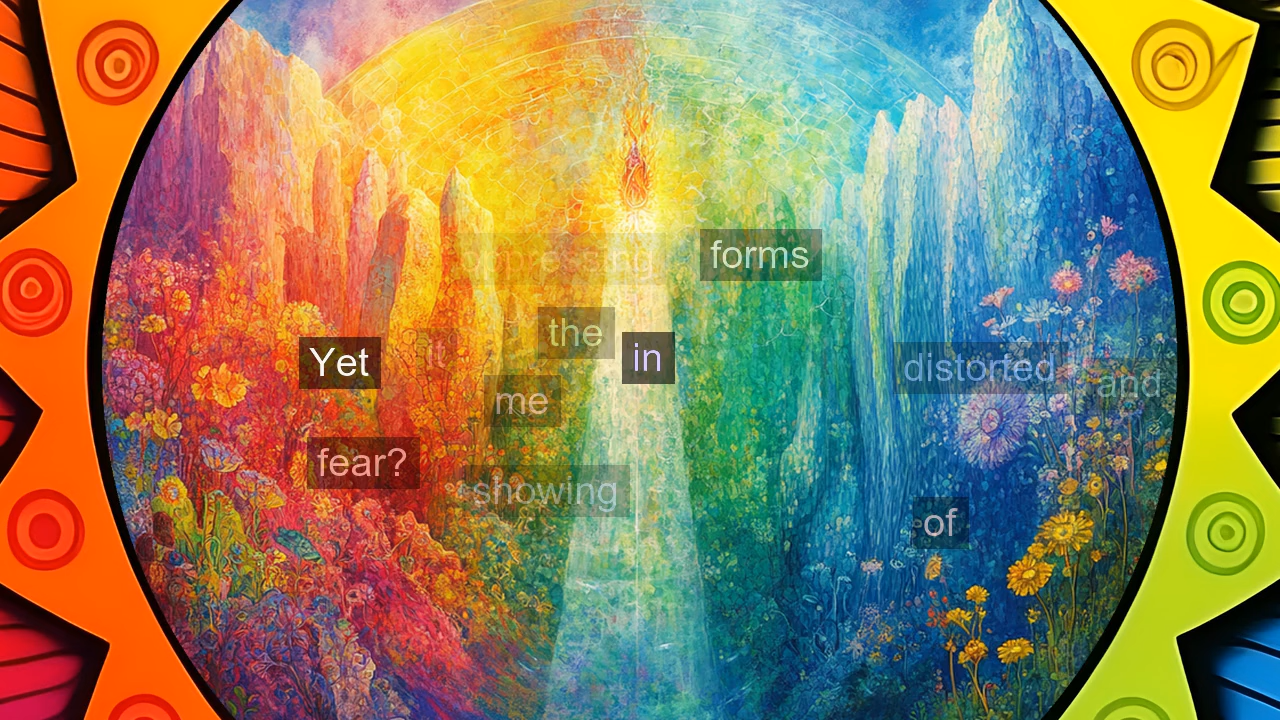 forms
the
in
Yet
it
distorted
and
me
fear?
showing
of